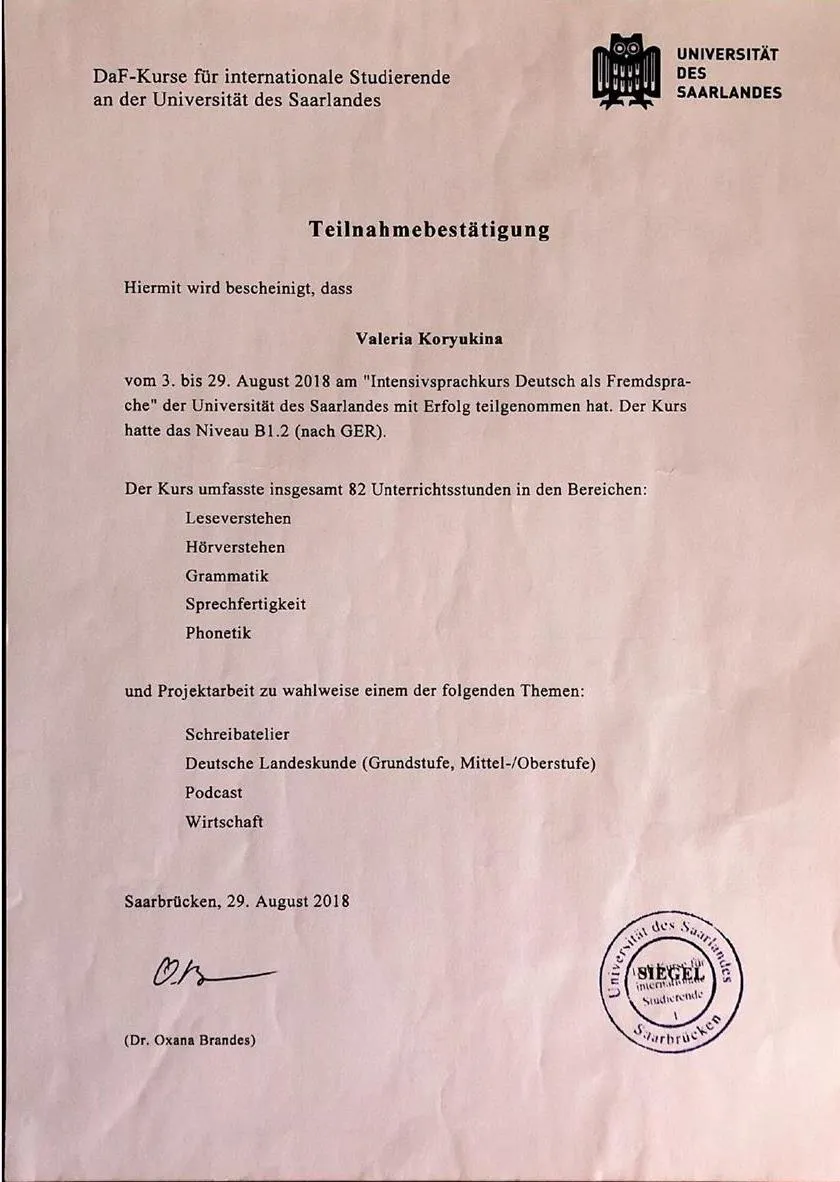 DaF-Kurse für internationale Studierende
an der Universität des Saarlandes
UNIVERSITÄT
DES
SAARLANDES
Teilnahmebestätigung
Hiermit wird bescheinigt, dass
Valeria Koryukina
vom 3. bis 29. August 2018 am "Intensivsprachkurs Deutsch als Fremdspra-
che" der Universität des Saarlandes mit Erfolg teilgenommen hat. Der Kurs
hatte das Niveau B1.2 (nach GER).
Der Kurs umfasste insgesamt 82 Unterrichtsstunden in den Bereichen:
Leseverstehen
Hörverstehen
Grammatik
Sprechfertigkeit
Phonetik
und Projektarbeit zu wahlweise einem der folgenden Themen:
Schreibatelier
Deutsche Landeskunde (Grundstufe, Mittel-/Oberstufe)
Podcast
Wirtschaft
Saarbrücken, 29. August 2018
(Dr. Oxana Brandes)
Universität des Saarlandes
SIEGEL
Studierende
1
Saarbrücken